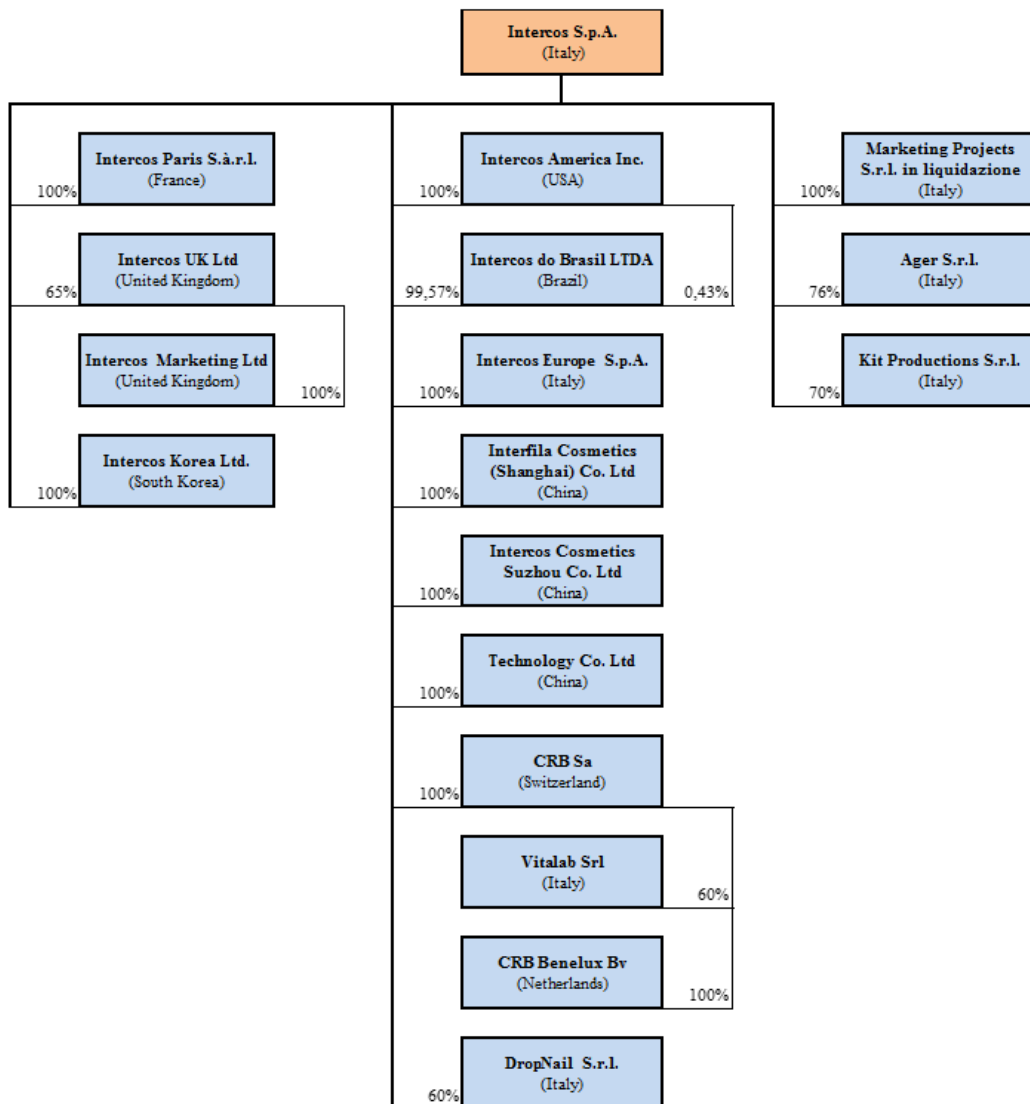 Intercos S.p.A.
(Italy)
Intercos Paris S.à.r.l.
(France)
100%
Intercos UK Ltd
(United Kingdom)
65%
Intercos Marketing Ltd
(United Kingdom)
100%
Intercos Korea Ltd.
(South Korea)
100%
Intercos America Inc.
(USA)
100%
Intercos do Brasil LTDA
(Brazil)
99,57%
0,43%
Intercos Europe S.p.A.
(Italy)
100%
Interfila Cosmetics
(Shanghai) Co. Ltd
(China)
100%
Intercos Cosmetics
Suzhou Co. Ltd
(China)
100%
Technology Co. Ltd
(China)
100%
CRB Sa
(Switzerland)
100%
Vitalab Srl
(Italy)
60%
CRB Benelux Bv
(Netherlands)
100%
DropNail S.r.l.
(Italy)
60%
Marketing Projects
S.r.l. in liquidazione
(Italy)
100%
Ager S.r.l.
(Italy)
76%
Kit Productions S.r.l.
(Italy)
70%